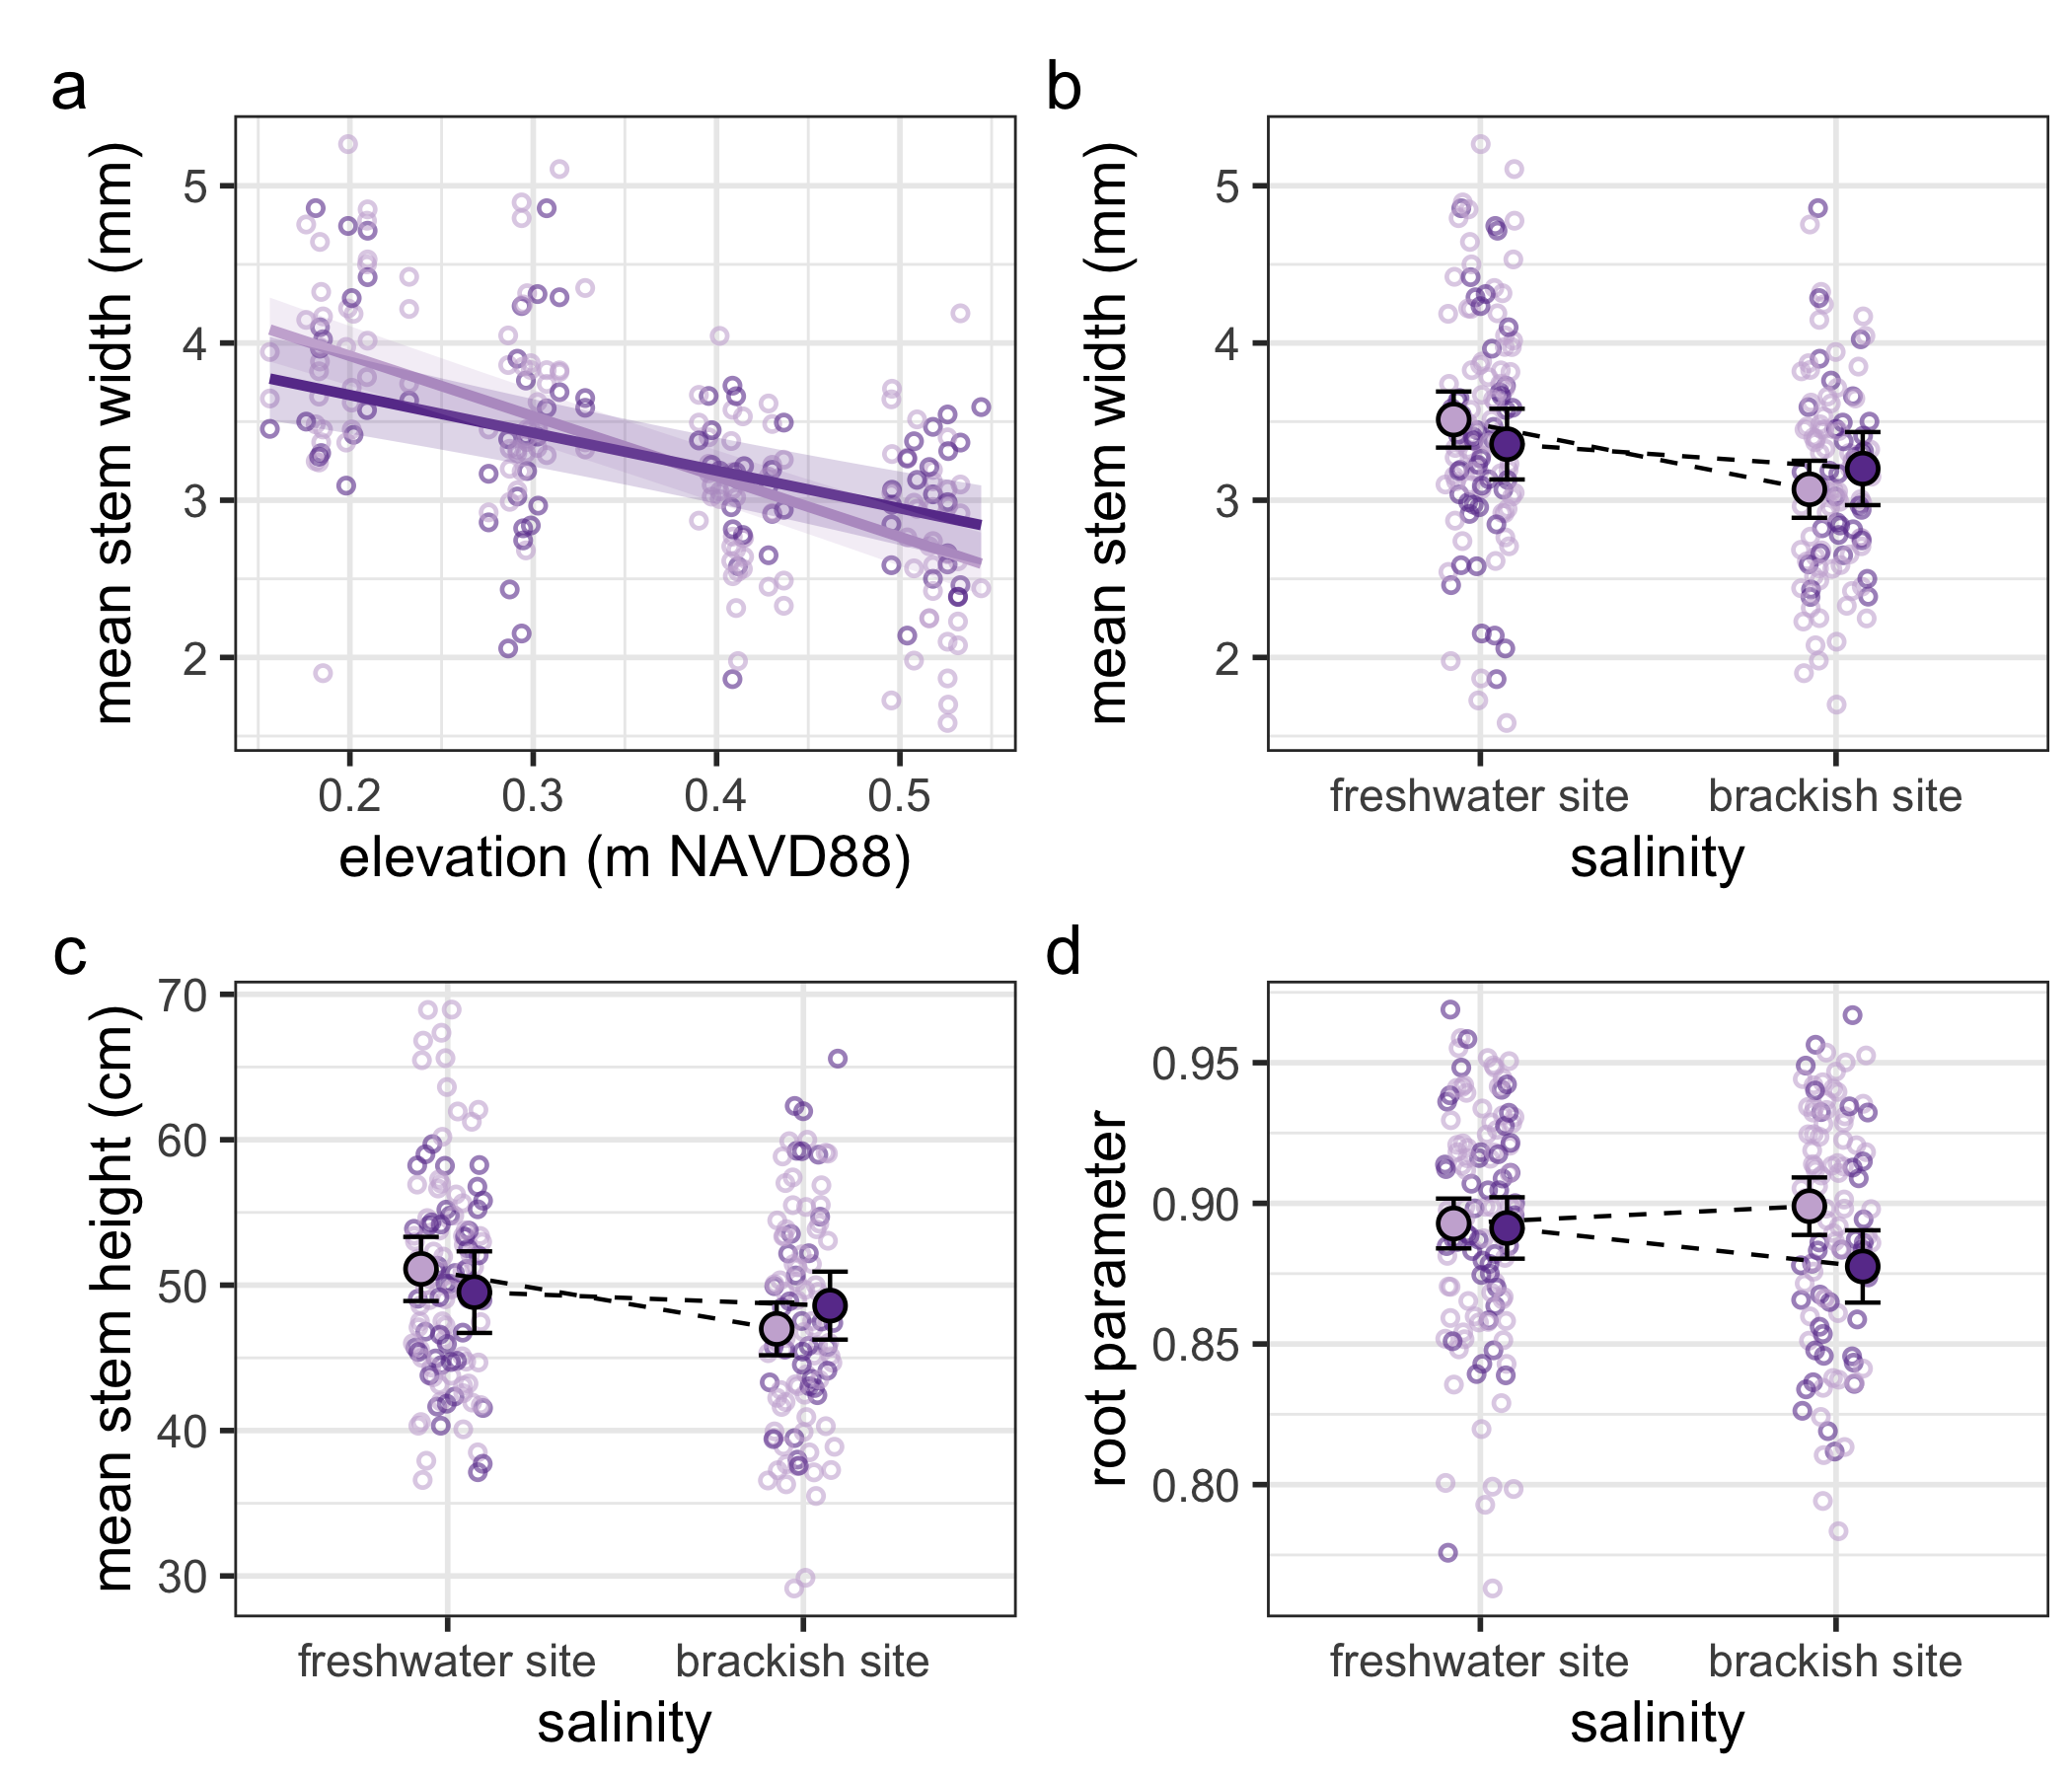 a
mean stem width (mm)
5
4
3
2
0.2 0.3 0.4 0.5
elevation (m NAVD88)
b
mean stem width (mm)
5
4
3
2
freshwater site brackish site
salinity
c
mean stem height (cm)
70
60
50
40
30
freshwater site brackish site
salinity
d
root parameter
0.95
0.90
0.85
0.80
freshwater site brackish site
salinity